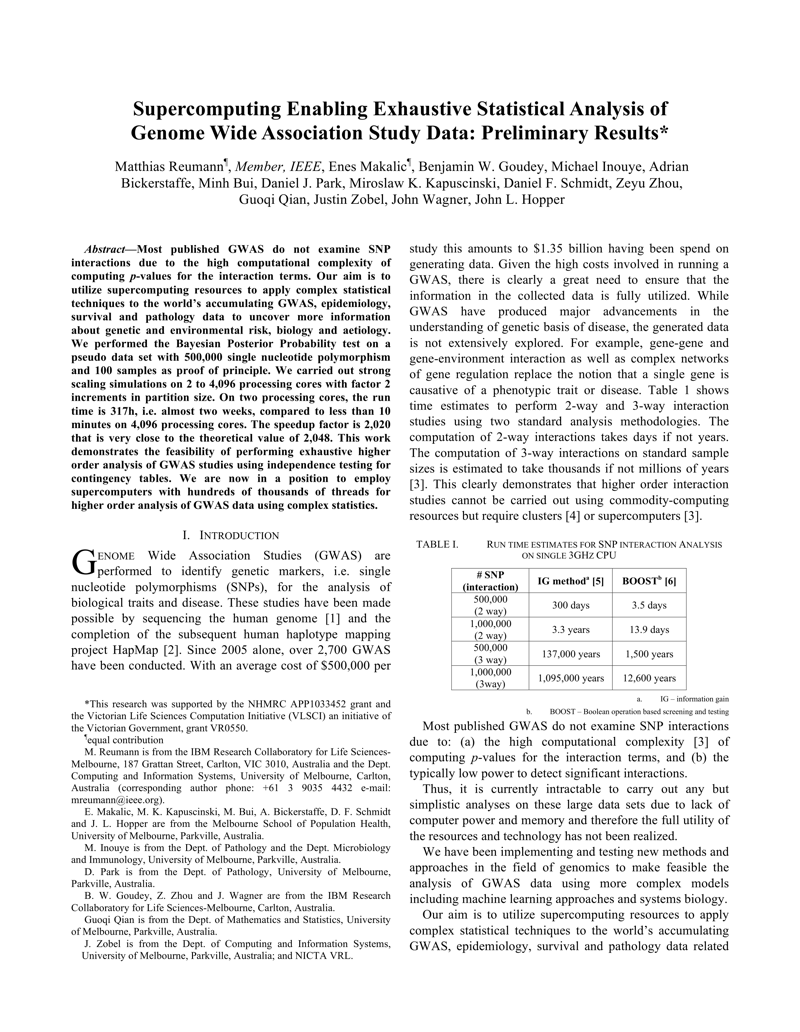 Supercomputing Enabling Exhaustive Statistical Analysis of
Genome Wide Association Study Data: Preliminary Results*
Matthias Reumann¶, Member, IEEE, Enes Makalic¶, Benjamin W. Goudey, Michael Inouye, Adrian
Bickerstaffe, Minh Bui, Daniel J. Park, Miroslaw K. Kapuscinski, Daniel F. Schmidt, Zeyu Zhou,
Guoqi Qian, Justin Zobel, John Wagner, John L. Hopper
Abstract—Most published GWAS do not examine SNP
interactions due to the high computational complexity of
computing p-values for the interaction terms. Our aim is to
utilize supercomputing resources to apply complex statistical
techniques to the world's accumulating GWAS, epidemiology,
survival and pathology data to uncover more information
about genetic and environmental risk, biology and aetiology.
We performed the Bayesian Posterior Probability test on a
pseudo data set with 500,000 single nucleotide polymorphism
and 100 samples as proof of principle. We carried out strong
scaling simulations on 2 to 4,096 processing cores with factor 2
increments in partition size. On two processing cores, the run
time is 317h, i.e. almost two weeks, compared to less than 10
minutes on 4,096 processing cores. The speedup factor is 2,020
that is very close to the theoretical value of 2,048. This work
demonstrates the feasibility of performing exhaustive higher
order analysis of GWAS studies using independence testing for
contingency tables. We are now in a position to employ
supercomputers with hundreds of thousands of threads for
higher order analysis of GWAS data using complex statistics.
I. INTRODUCTION
GENOME Wide Association Studies (GWAS) are
performed to identify genetic markers, i.e. single
nucleotide polymorphisms (SNPs), for the analysis of
biological traits and disease. These studies have been made
possible by sequencing the human genome [1] and the
completion of the subsequent human haplotype mapping
project HapMap [2]. Since 2005 alone, over 2,700 GWAS
have been conducted. With an average cost of $500,000 per
*This research was supported by the NHMRC APP1033452 grant and
the Victorian Life Sciences Computation Initiative (VLSCI) an initiative of
the Victorian Government, grant VR0550.
¶equal contribution
M. Reumann is from the IBM Research Collaboratory for Life Sciences-
Melbourne, 187 Grattan Street, Carlton, VIC 3010, Australia and the Dept.
Computing and Information Systems, University of Melbourne, Carlton,
Australia (corresponding author phone: +61 3 9035 4432 e-mail:
mreumann@ieee.org).
E. Makalic, M. K. Kapuscinski, M. Bui, A. Bickerstaffe, D. F. Schmidt
and J. L. Hopper are from the Melbourne School of Population Health,
University of Melbourne, Parkville, Australia.
M. Inouye is from the Dept. of Pathology and the Dept. Microbiology
and Immunology, University of Melbourne, Parkville, Australia.
D. Park is from the Dept. of Pathology, University of Melbourne,
Parkville, Australia.
B. W. Goudey, Z. Zhou and J. Wagner are from the IBM Research
Collaboratory for Life Sciences-Melbourne, Carlton, Australia.
Guoqi Qian is from the Dept. of Mathematics and Statistics, University
of Melbourne, Parkville, Australia.
J. Zobel is from the Dept. of Computing and Information Systems,
University of Melbourne, Parkville, Australia; and NICTA VRL.
study this amounts to $1.35 billion having been spend on
generating data. Given the high costs involved in running a
GWAS, there is clearly a great need to ensure that the
information in the collected data is fully utilized. While
GWAS have produced major advancements in the
understanding of genetic basis of disease, the generated data
is not extensively explored. For example, gene-gene and
gene-environment interaction as well as complex networks
of gene regulation replace the notion that a single gene is
causative of a phenotypic trait or disease. Table 1 shows
time estimates to perform 2-way and 3-way interaction
studies using two standard analysis methodologies. The
computation of 2-way interactions takes days if not years.
The computation of 3-way interactions on standard sample
sizes is estimated to take thousands if not millions of years
[3]. This clearly demonstrates that higher order interaction
studies cannot be carried out using commodity-computing
resources but require clusters [4] or supercomputers [3].
TABLE I. RUN TIME ESTIMATES FOR SNP INTERACTION ANALYSIS
ON SINGLE 3GHZ CPU
# SNP
(interaction) IG methodᵃ [5] BOOSTᵇ [6]
500,000
(2 way) 300 days 3.5 days
1,000,000
(2 way) 3.3 years 13.9 days
500,000
(3 way) 137,000 years 1,500 years
1,000,000
(3way) 1,095,000 years 12,600 years
a. IG – information gain
b. BOOST – Boolean operation based screening and testing
Most published GWAS do not examine SNP interactions
due to: (a) the high computational complexity [3] of
computing p-values for the interaction terms, and (b) the
typically low power to detect significant interactions.
Thus, it is currently intractable to carry out any but
simplistic analyses on these large data sets due to lack of
computer power and memory and therefore the full utility of
the resources and technology has not been realized.
We have been implementing and testing new methods and
approaches in the field of genomics to make feasible the
analysis of GWAS data using more complex models
including machine learning approaches and systems biology.
Our aim is to utilize supercomputing resources to apply
complex statistical techniques to the world's accumulating
GWAS, epidemiology, survival and pathology data related